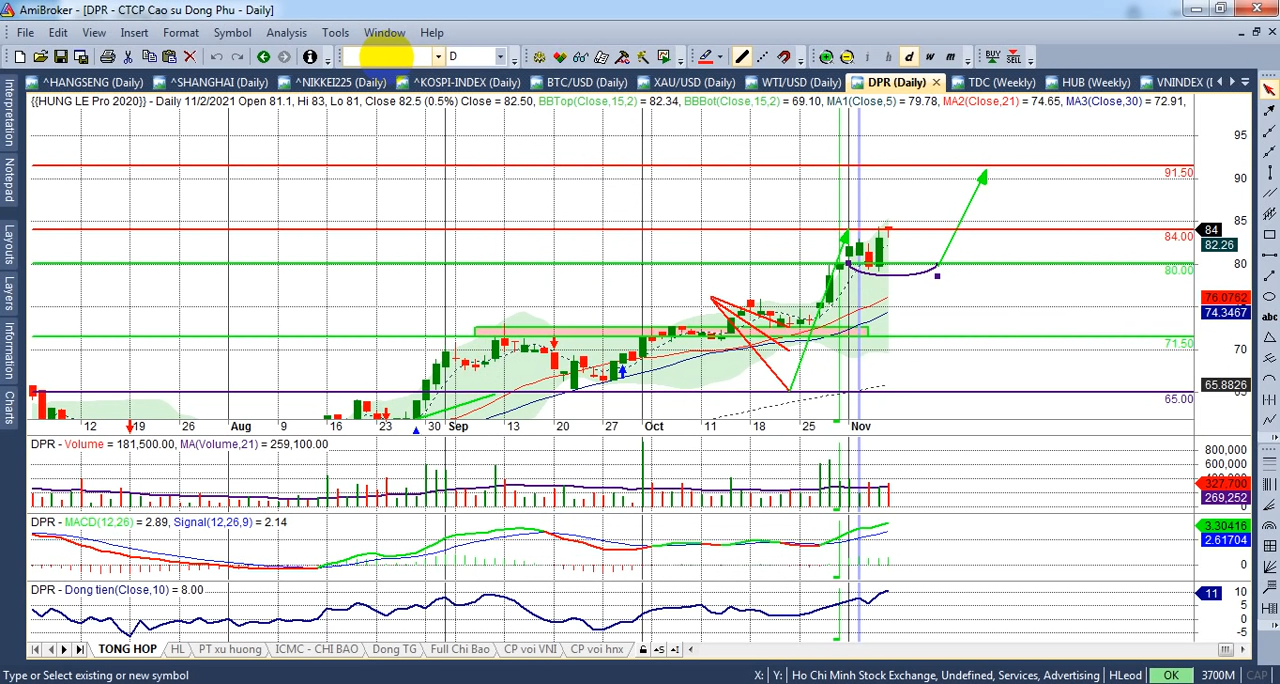 AmiBroker - [DPR - CTCP Cao su Dong Phu - Daily]
File Edit View Insert Format Symbol Analysis Tools Window Help
D
i h d w m BUY SELL
^HANGSENG (Daily) ^SHANGHAI (Daily) ^NIKKEI225 (Daily) ^KOSPI-INDEX (Daily) BTC/USD (Daily) XAU/USD (Daily) WTI/USD (Daily) DPR (Daily) TDC (Weekly) HUB (Weekly) VNINDEX (
{{HUNG LE Pro 2020}} - Daily 11/2/2021 Open 81.1, Hi 83, Lo 81, Close 82.5 (0.5%) Close = 82.50, BBTop(Close,15,2) = 82.34, BBBot(Close,15,2) = 69.10, MA1(Close,5) = 79.78, MA2(Close,21) = 74.65, MA3(Close,30) = 72.91,
Interpretation
Notepad
Layouts
Layers
Information
Charts
abc
95
91.50
90
85
84.00
84
82.26
80
80.00
76.0762
74.3467
71.50
70
65.8826
65.00
12 19 26 Aug 9 16 23 30 Sep 13 20 27 Oct 11 18 25 Nov
DPR - Volume = 181,500.00, MA(Volume,21) = 259,100.00
800,000
600,000
327,700
269,252
DPR - MACD(12,26) = 2.89, Signal(12,26,9) = 2.14
3.30416
2.61704
0
DPR - Dong tien(Close,10) = 8.00
11
10
5
0
-5
TONG HOP HL PT xu huong ICMC - CHI BAO Dong TG Full Chi Bao CP voi VNI CP voi hnx
Type or Select existing or new symbol X: Y: Ho Chi Minh Stock Exchange, Undefined, Services, Advertising HLeod OK 3700M CAP